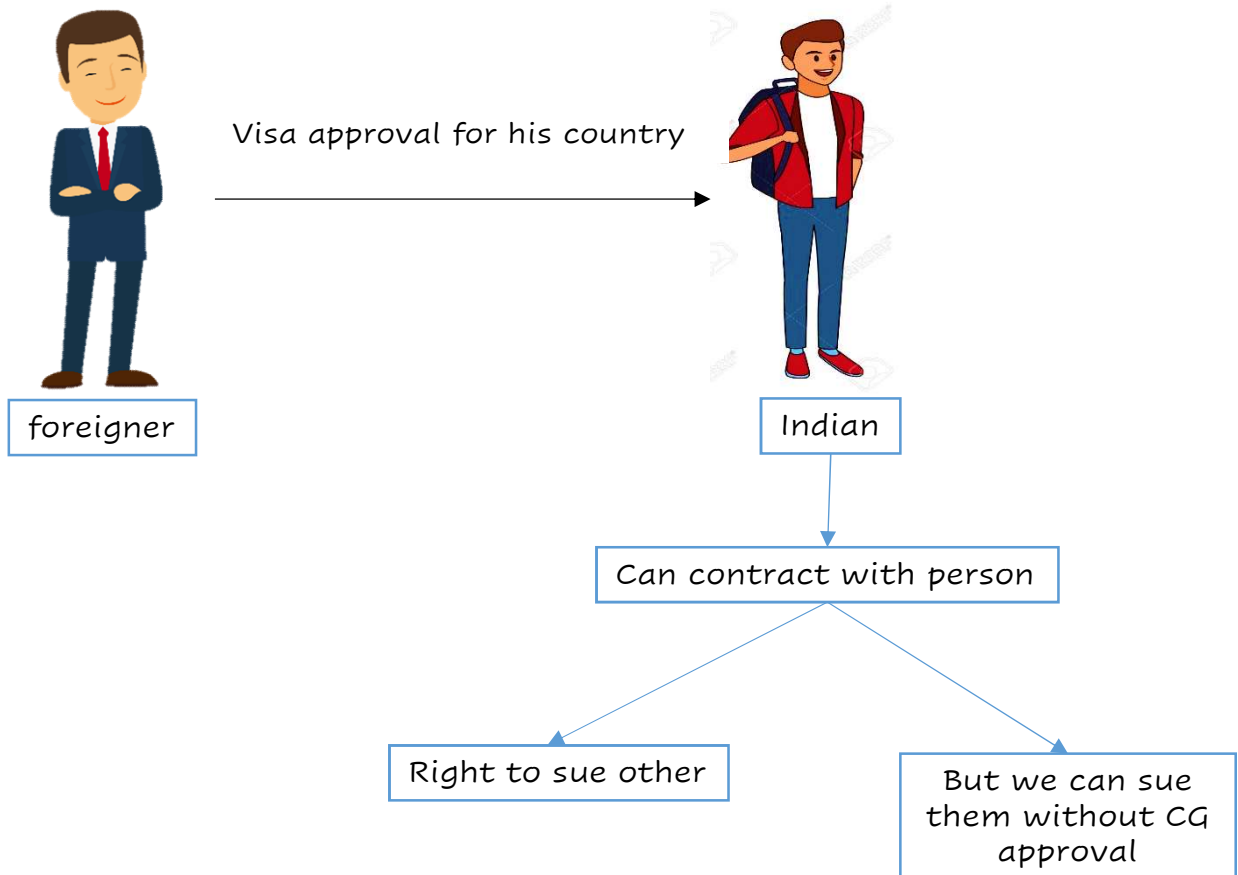 Visa approval for his country
foreigner
Indian
Can contract with person
Right to sue other
But we can sue
them without CG
approval